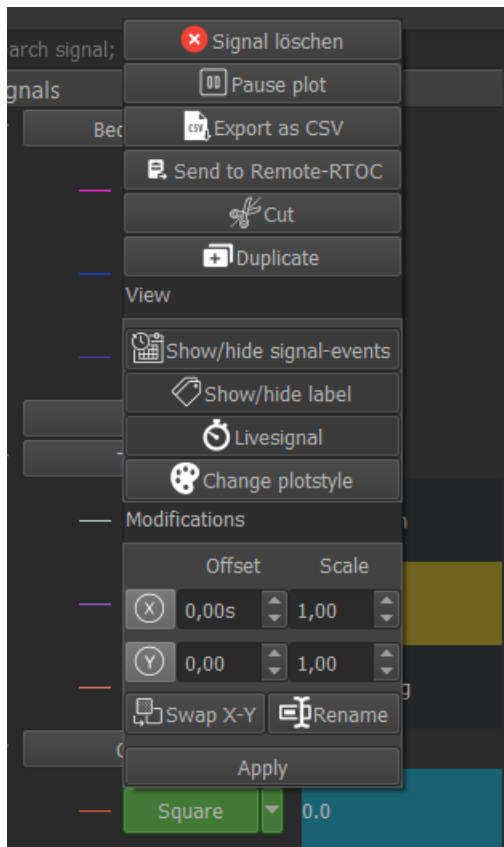 arch signal;
Signal löschen
gnals
Pause plot
Bec
Export as CSV
Send to Remote-RTOC
Cut
Duplicate
View
Show/hide signal-events
Show/hide label
Livesignal
Change plotstyle
Modifications
Offset Scale
X 0,00s 1,00
Y 0,00 1,00
Swap X-Y Rename
Apply
Square 0.0